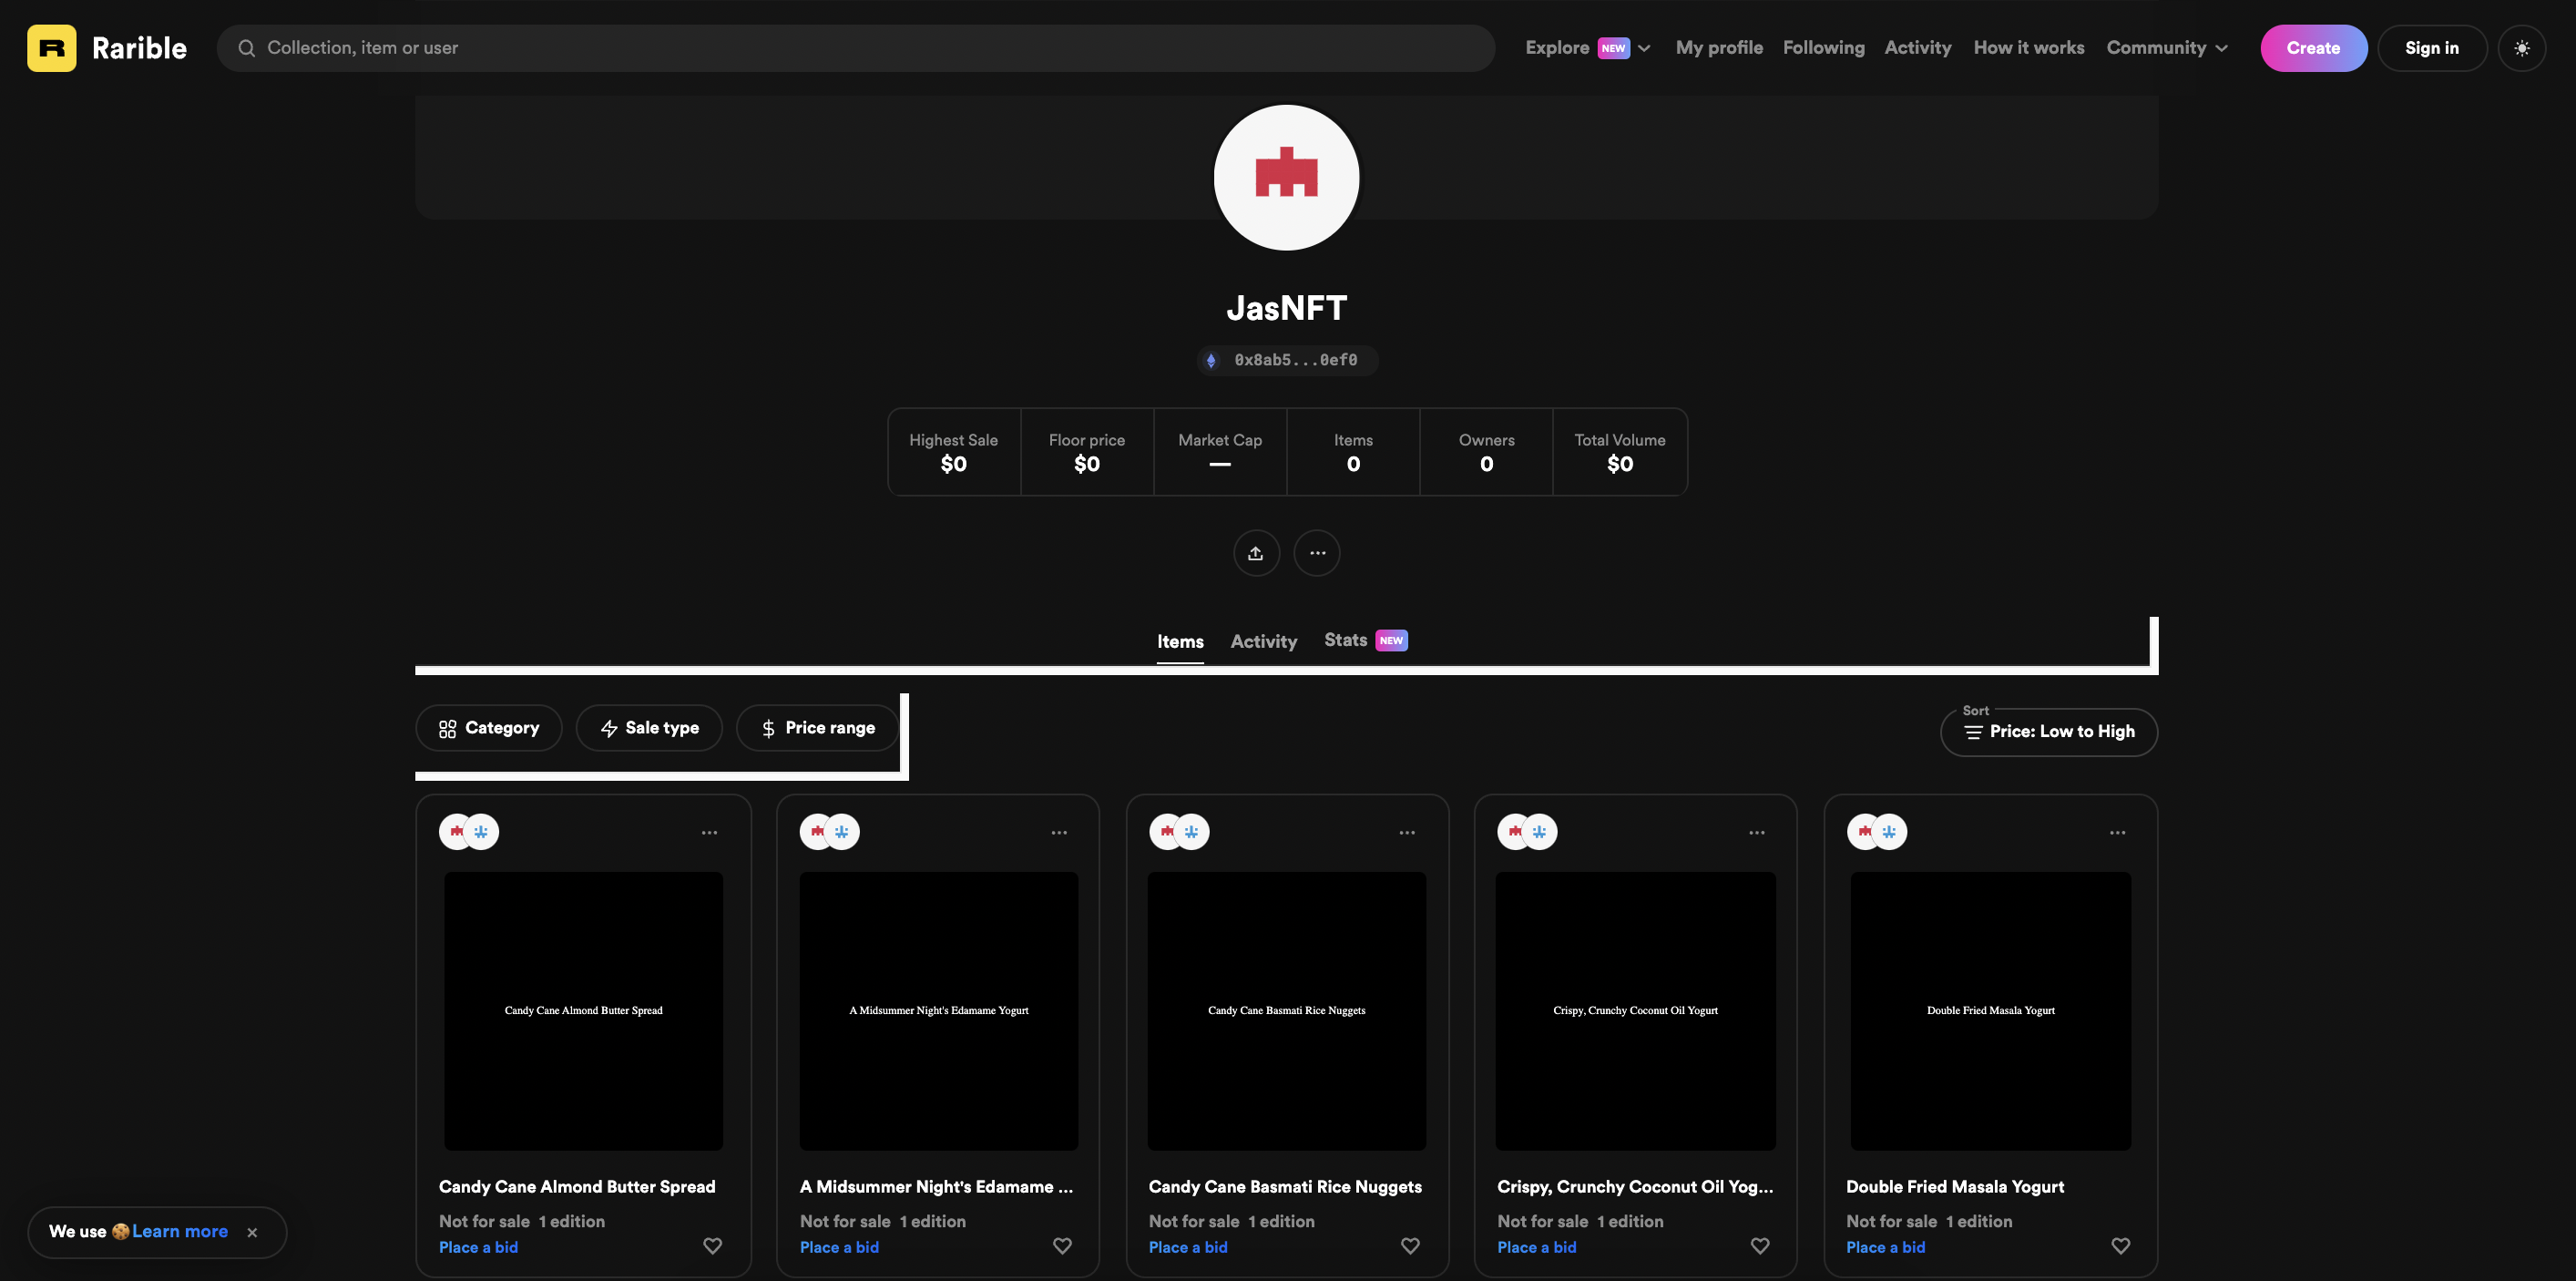 Rarible
Collection, item or user
Explore NEW
My profile
Following
Activity
How it works
Community
Create
Sign in
JasNFT
0x8ab5...0ef0
Highest Sale
$0
Floor price
$0
Market Cap
—
Items
0
Owners
0
Total Volume
$0
Items
Activity
Stats NEW
Category
Sale type
Price range
Sort
Price: Low to High
Candy Cane Almond Butter Spread
Candy Cane Almond Butter Spread
Not for sale 1 edition
Place a bid
A Midsummer Night's Edamame Yogurt
A Midsummer Night's Edamame ...
Not for sale 1 edition
Place a bid
Candy Cane Basmati Rice Nuggets
Candy Cane Basmati Rice Nuggets
Not for sale 1 edition
Place a bid
Crispy, Crunchy Coconut Oil Yogurt
Crispy, Crunchy Coconut Oil Yog...
Not for sale 1 edition
Place a bid
Double Fried Masala Yogurt
Double Fried Masala Yogurt
Not for sale 1 edition
Place a bid
We use 🍪Learn more